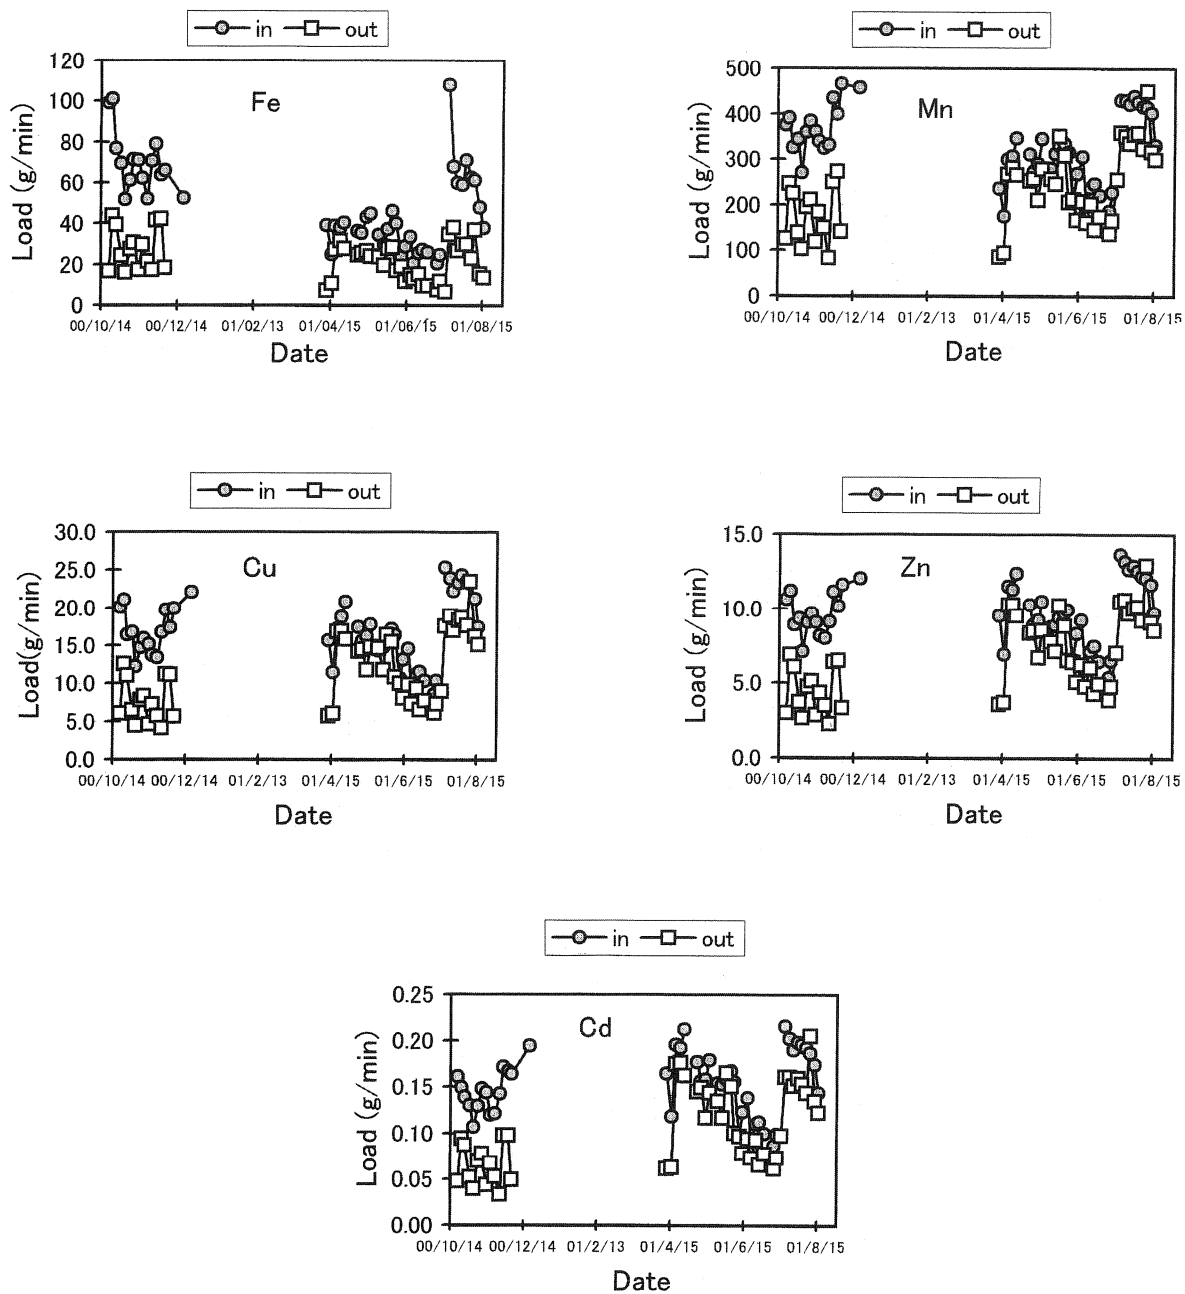 in out
120
100
80
60
40
20
0
Load (g/min)
Fe
00/10/14 00/12/14 01/02/13 01/04/15 01/06/15 01/08/15
Date
in out
500
400
300
200
100
0
Load (g/min)
Mn
00/10/14 00/12/14 01/2/13 01/4/15 01/6/15 01/8/15
Date
in out
30.0
25.0
20.0
15.0
10.0
5.0
0.0
Load(g/min)
Cu
00/10/14 00/12/14 01/2/13 01/4/15 01/6/15 01/8/15
Date
in out
15.0
10.0
5.0
0.0
Load (g/min)
Zn
00/10/14 00/12/14 01/2/13 01/4/15 01/6/15 01/8/15
Date
in out
0.25
0.20
0.15
0.10
0.05
0.00
Load (g/min)
Cd
00/10/14 00/12/14 01/2/13 01/4/15 01/6/15 01/8/15
Date